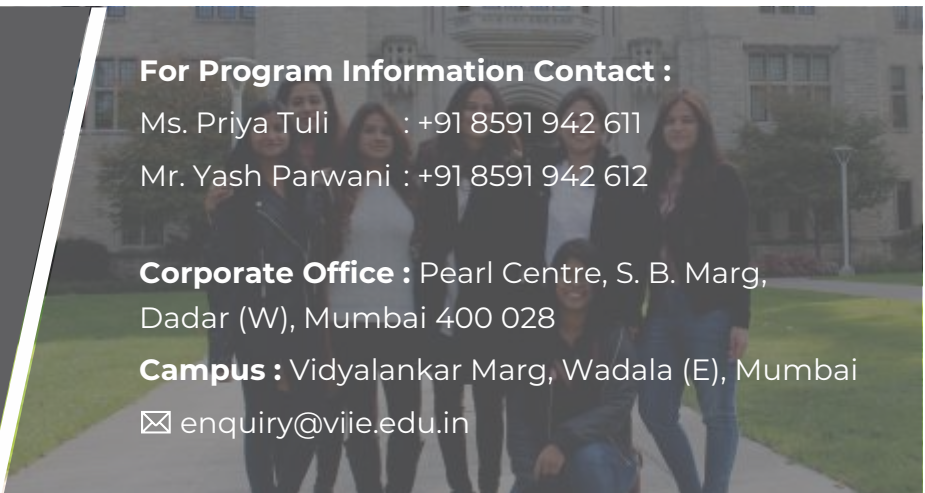 For Program Information Contact :
Ms. Priya Tuli : +91 8591 942 611
Mr. Yash Parwani : +91 8591 942 612
Corporate Office : Pearl Centre, S. B. Marg,
Dadar (W), Mumbai 400 028
Campus : Vidyalankar Marg, Wadala (E), Mumbai
✉ enquiry@viie.edu.in